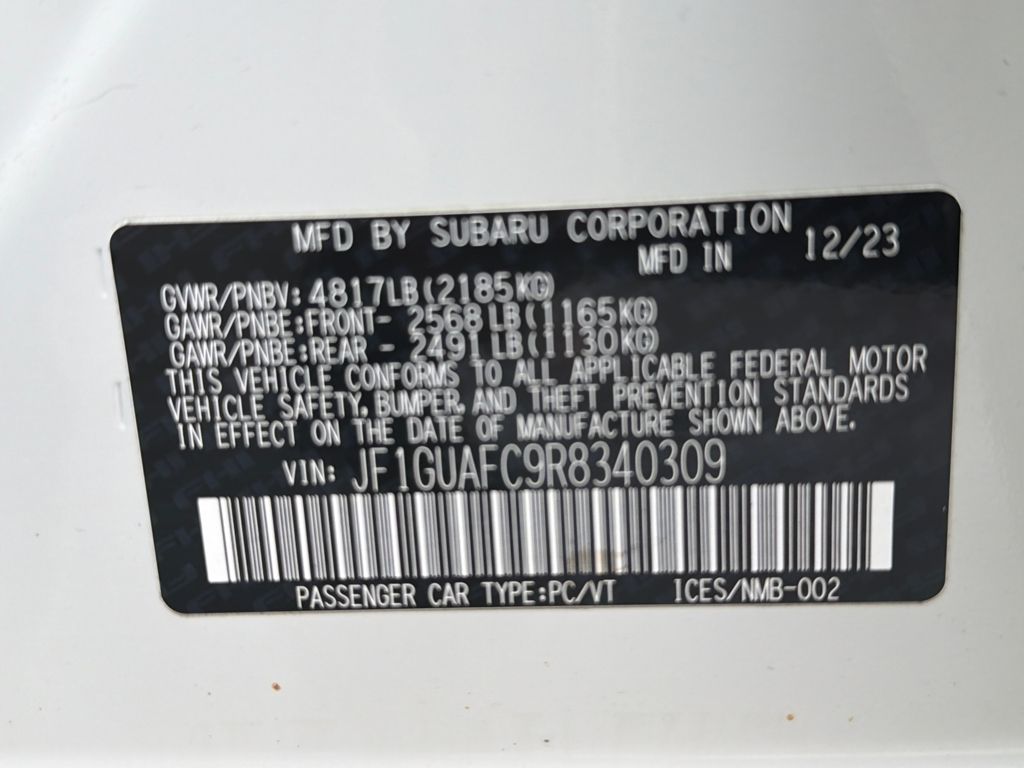 MFD BY SUBARU CORPORATION
MFD IN 12/23
GVWR/PNBV: 4817LB(2185KG)
GAWR/PNBE:FRONT- 2568LB(1165KG)
GAWR/PNBE:REAR - 2491LB(1130KG)
THIS VEHICLE CONFORMS TO ALL APPLICABLE FEDERAL MOTOR
VEHICLE SAFETY, BUMPER, AND THEFT PREVENTION STANDARDS
IN EFFECT ON THE DATE OF MANUFACTURE SHOWN ABOVE.
VIN: JF1GUAFC9R8340309
PASSENGER CAR TYPE:PC/VT ICES/NMB-002